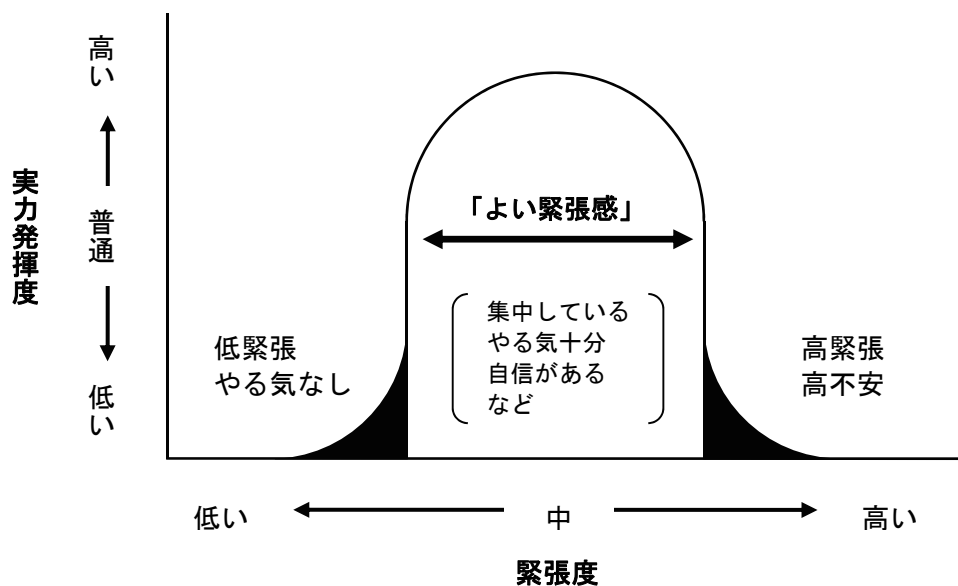 実力発揮度
高い
普通
低い
「よい緊張感」
集中している
やる気十分
自信がある
など
低緊張
やる気なし
高緊張
高不安
低い
中
高い
緊張度